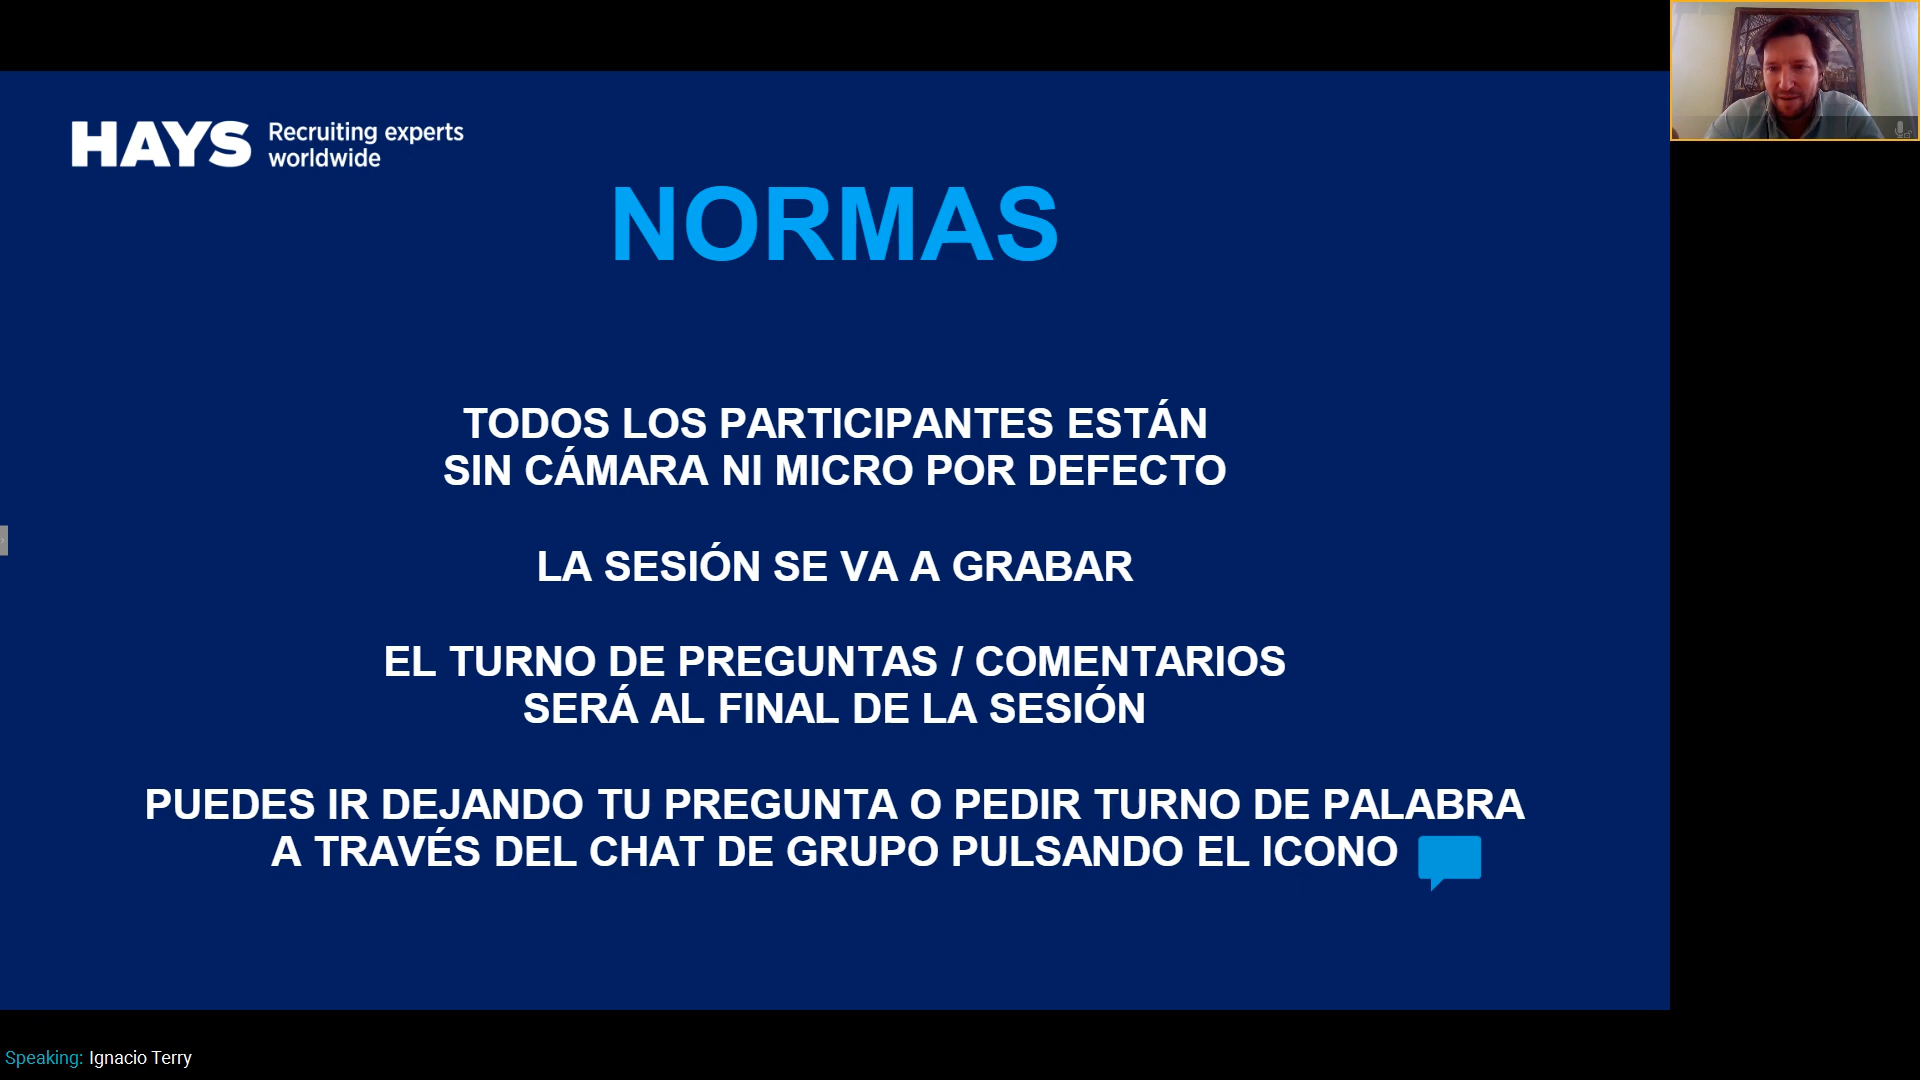 HAYS Recruiting experts
worldwide
NORMAS
TODOS LOS PARTICIPANTES ESTÁN
SIN CÁMARA NI MICRO POR DEFECTO
LA SESIÓN SE VA A GRABAR
EL TURNO DE PREGUNTAS / COMENTARIOS
SERÁ AL FINAL DE LA SESIÓN
PUEDES IR DEJANDO TU PREGUNTA O PEDIR TURNO DE PALABRA
A TRAVÉS DEL CHAT DE GRUPO PULSANDO EL ICONO
Speaking: Ignacio Terry